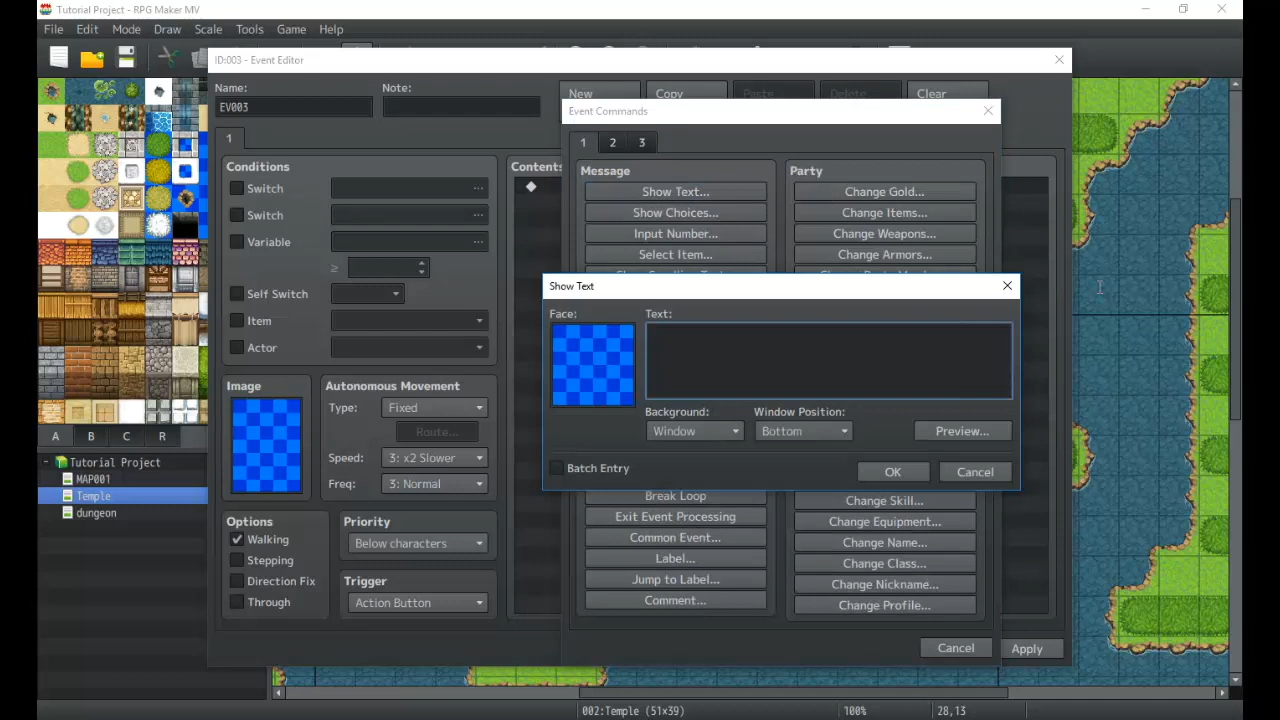 Tutorial Project - RPG Maker MV
File Edit Mode Draw Scale Tools Game Help
ID:003 - Event Editor
Name:
Note:
EV003
New Copy Paste Delete Clear
Event Commands
1
1 2 3
Conditions
Switch ...
Switch ...
Variable ...
≥
Self Switch
Item
Actor
Contents
◆
Message
Show Text...
Show Choices...
Input Number...
Select Item...
Party
Change Gold...
Change Items...
Change Weapons...
Change Armors...
Show Text
Face:
Text:
Background:
Window
Window Position:
Bottom
Preview...
Batch Entry
OK
Cancel
Image
Autonomous Movement
Type: Fixed
Route...
Speed: 3: x2 Slower
Freq: 3: Normal
Options
Walking
Stepping
Direction Fix
Through
Priority
Below characters
Trigger
Action Button
Break Loop
Exit Event Processing
Common Event...
Label...
Jump to Label...
Comment...
Change Skill...
Change Equipment...
Change Name...
Change Class...
Change Nickname...
Change Profile...
Cancel
Apply
A B C R
Tutorial Project
MAP001
Temple
dungeon
002:Temple (51x39)
100%
28,13